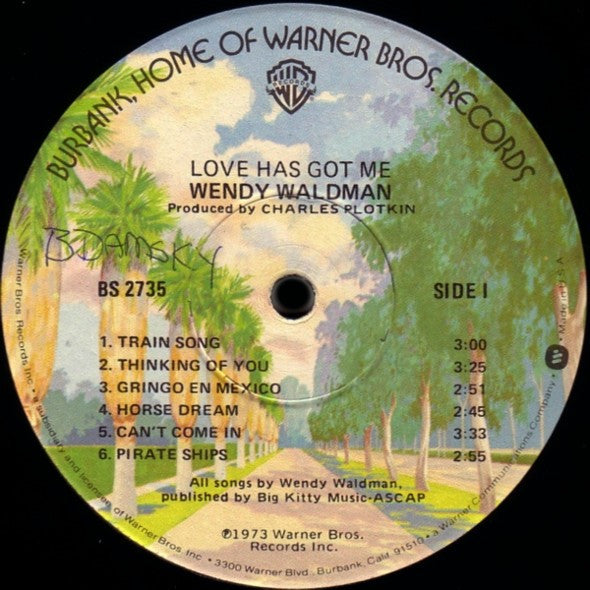 BURBANK, HOME OF WARNER BROS. RECORDS
W
RECORDS
LOVE HAS GOT ME
WENDY WALDMAN
Produced by CHARLES PLOTKIN
B DAMSKY
BS 2735
SIDE I
1. TRAIN SONG 3:00
2. THINKING OF YOU 3:25
3. GRINGO EN MEXICO 2:51
4. HORSE DREAM 2:45
5. CAN'T COME IN 3:33
6. PIRATE SHIPS 2:55
All songs by Wendy Waldman,
published by Big Kitty Music-ASCAP
℗1973 Warner Bros.
Records Inc.
Warner Bros. Records Inc. • a subsidiary and licensee of Warner Bros. Inc. • 3300 Warner Blvd., Burbank, Calif. 91510 • a Warner Communications Company • Made in U.S.A.